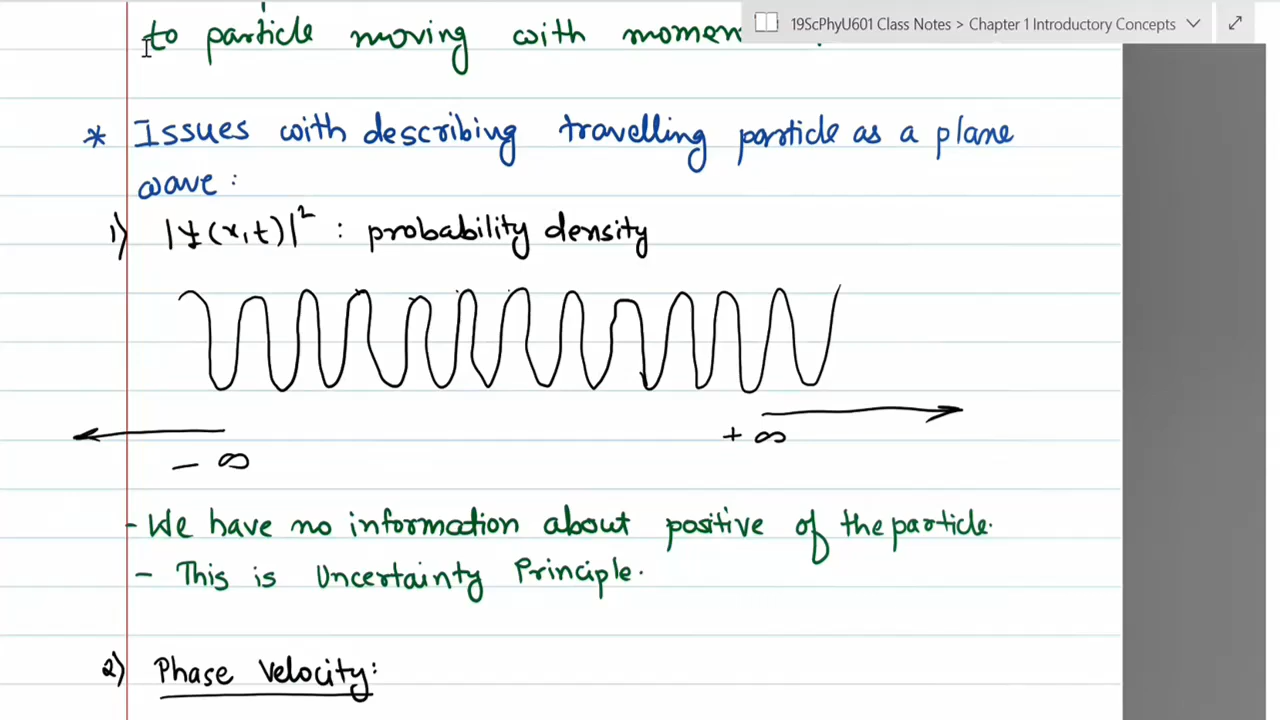 19ScPhyU601 Class Notes > Chapter 1 Introductory Concepts
to particle moving with momen
* Issues with describing travelling particle as a plane
wave:
1) |Ψ(x,t)|² : probability density
- ∞
+ ∞
- We have no information about positive of the particle.
- This is Uncertainty Principle.
2) Phase Velocity: